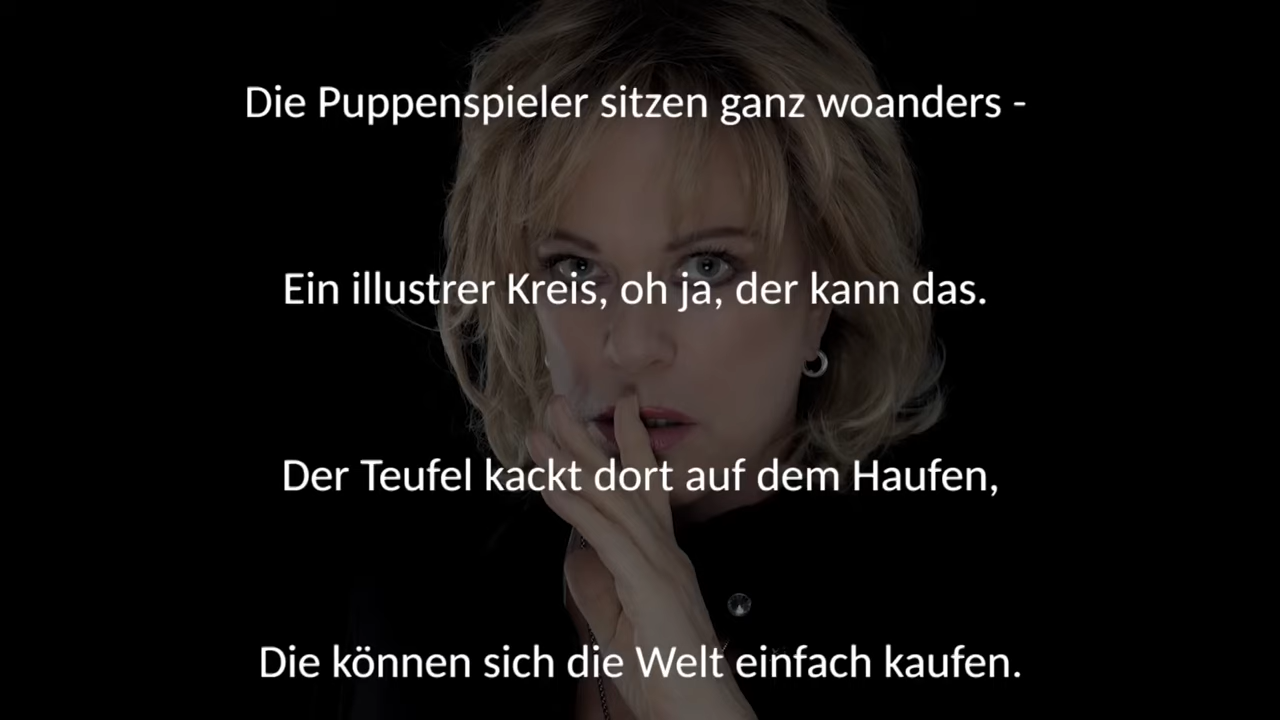 Die Puppenspieler sitzen ganz woanders -
Ein illustrer Kreis, oh ja, der kann das.
Der Teufel kackt dort auf dem Haufen,
Die können sich die Welt einfach kaufen.